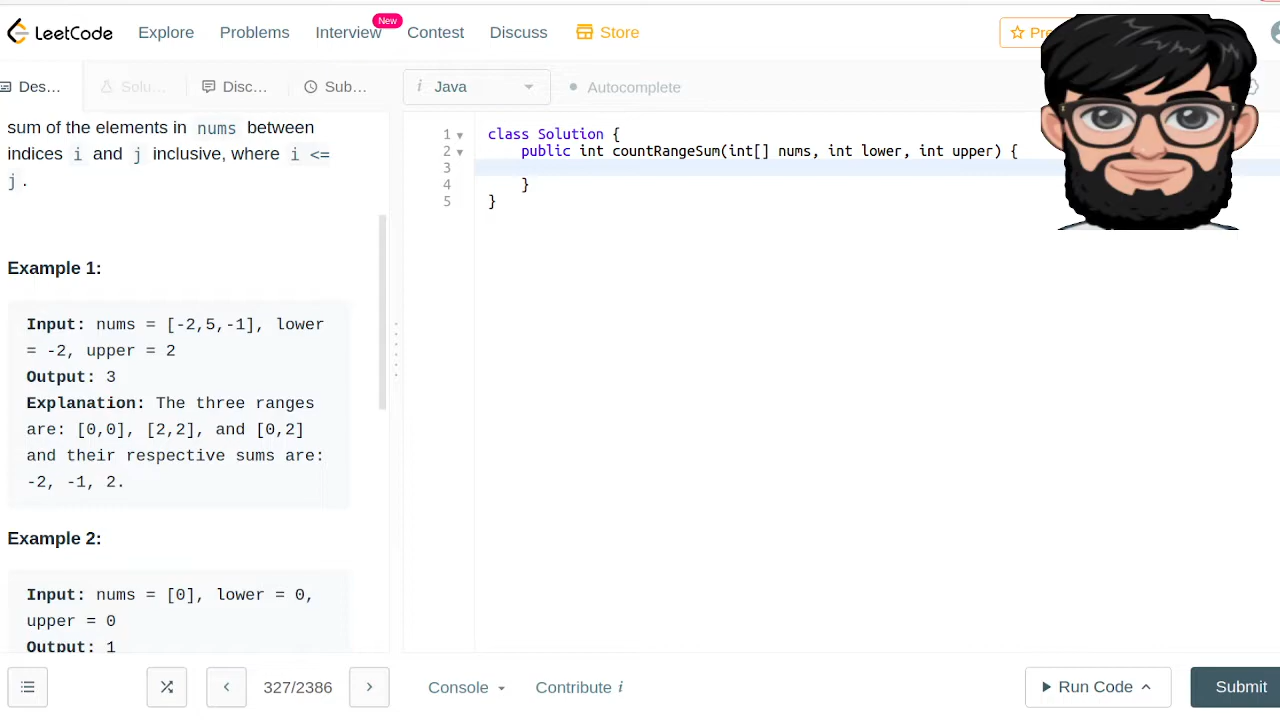 LeetCode
Explore
Problems
Interview
New
Contest
Discuss
Store
Des...
Solu...
Disc...
Sub...
sum of the elements in nums between
indices i and j inclusive, where i <=
j.
Example 1:
Input: nums = [-2,5,-1], lower
= -2, upper = 2
Output: 3
Explanation: The three ranges
are: [0,0], [2,2], and [0,2]
and their respective sums are:
-2, -1, 2.
Example 2:
Input: nums = [0], lower = 0,
upper = 0
Output: 1
i Java
Autocomplete
1 class Solution {
2 public int countRangeSum(int[] nums, int lower, int upper) {
3
4 }
5 }
327/2386
Console
Contribute i
Run Code
Submit